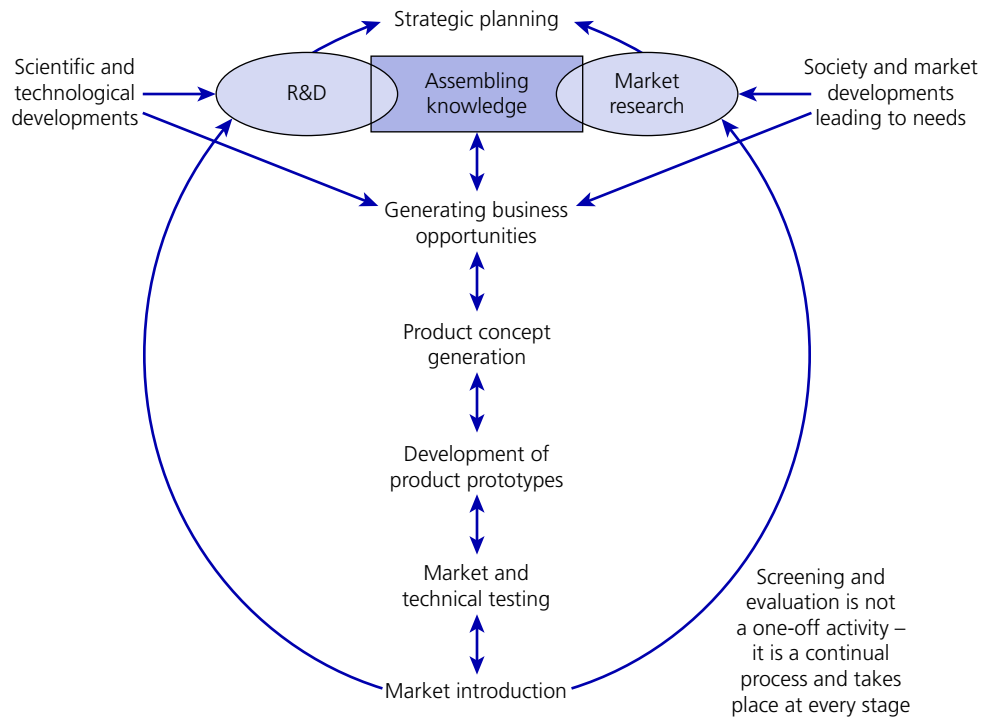 Strategic planning
Scientific and
technological
developments
R&D
Assembling
knowledge
Market
research
Society and market
developments
leading to needs
Generating business
opportunities
Product concept
generation
Development of
product prototypes
Market and
technical testing
Market introduction
Screening and
evaluation is not
a one-off activity –
it is a continual
process and takes
place at every stage